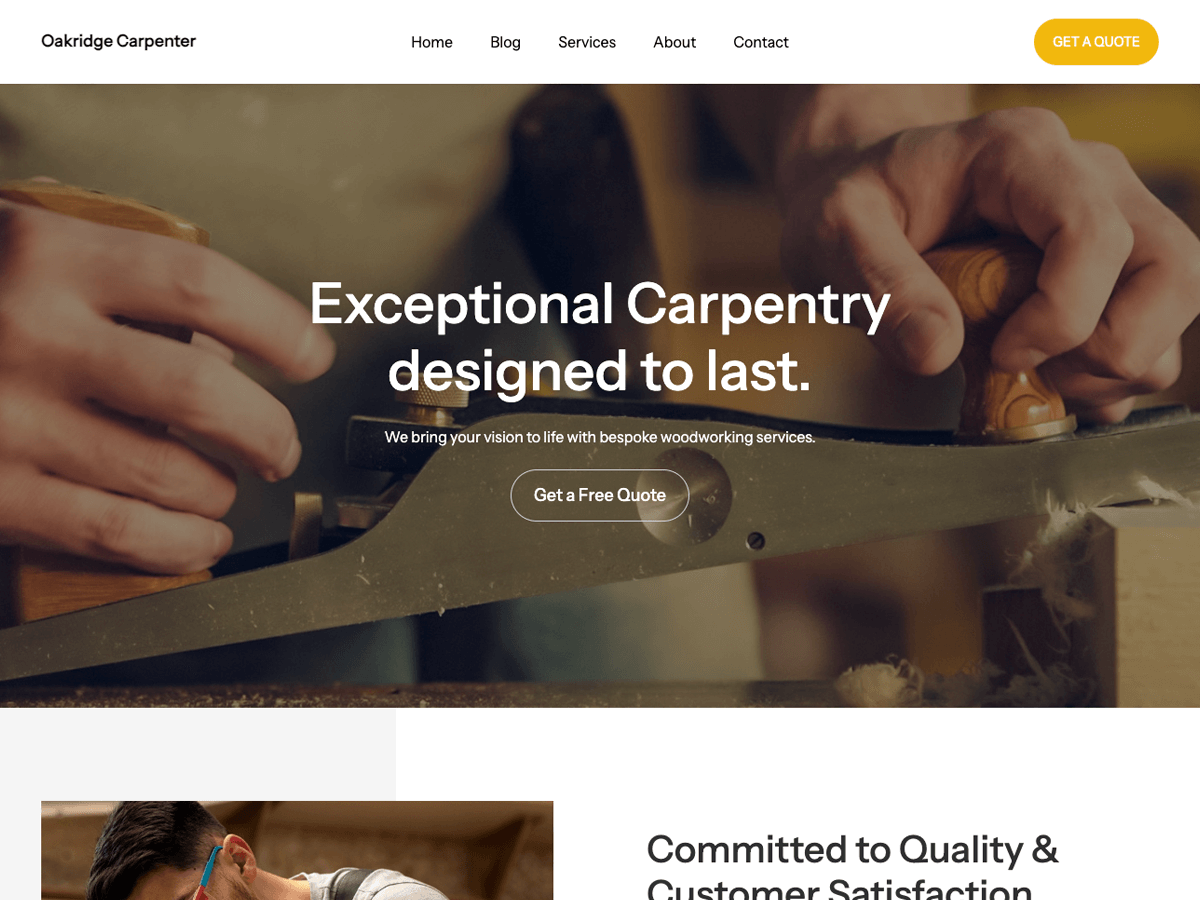 Oakridge Carpenter
Home
Blog
Services
About
Contact
GET A QUOTE
Exceptional Carpentry
designed to last.
We bring your vision to life with bespoke woodworking services.
Get a Free Quote
Committed to Quality &
Customer Satisfaction